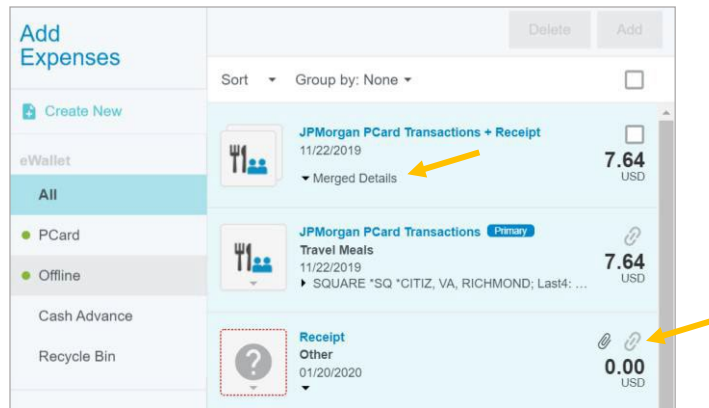 Add
Expenses
Delete Add
Sort Group by: None
Create New
eWallet
All
PCard
Offline
Cash Advance
Recycle Bin
JPMorgan PCard Transactions + Receipt
11/22/2019
Merged Details
7.64
USD
JPMorgan PCard Transactions Primary
Travel Meals
11/22/2019
SQUARE *SQ *CITIZ, VA, RICHMOND; Last4: ...
7.64
USD
Receipt
Other
01/20/2020
0.00
USD